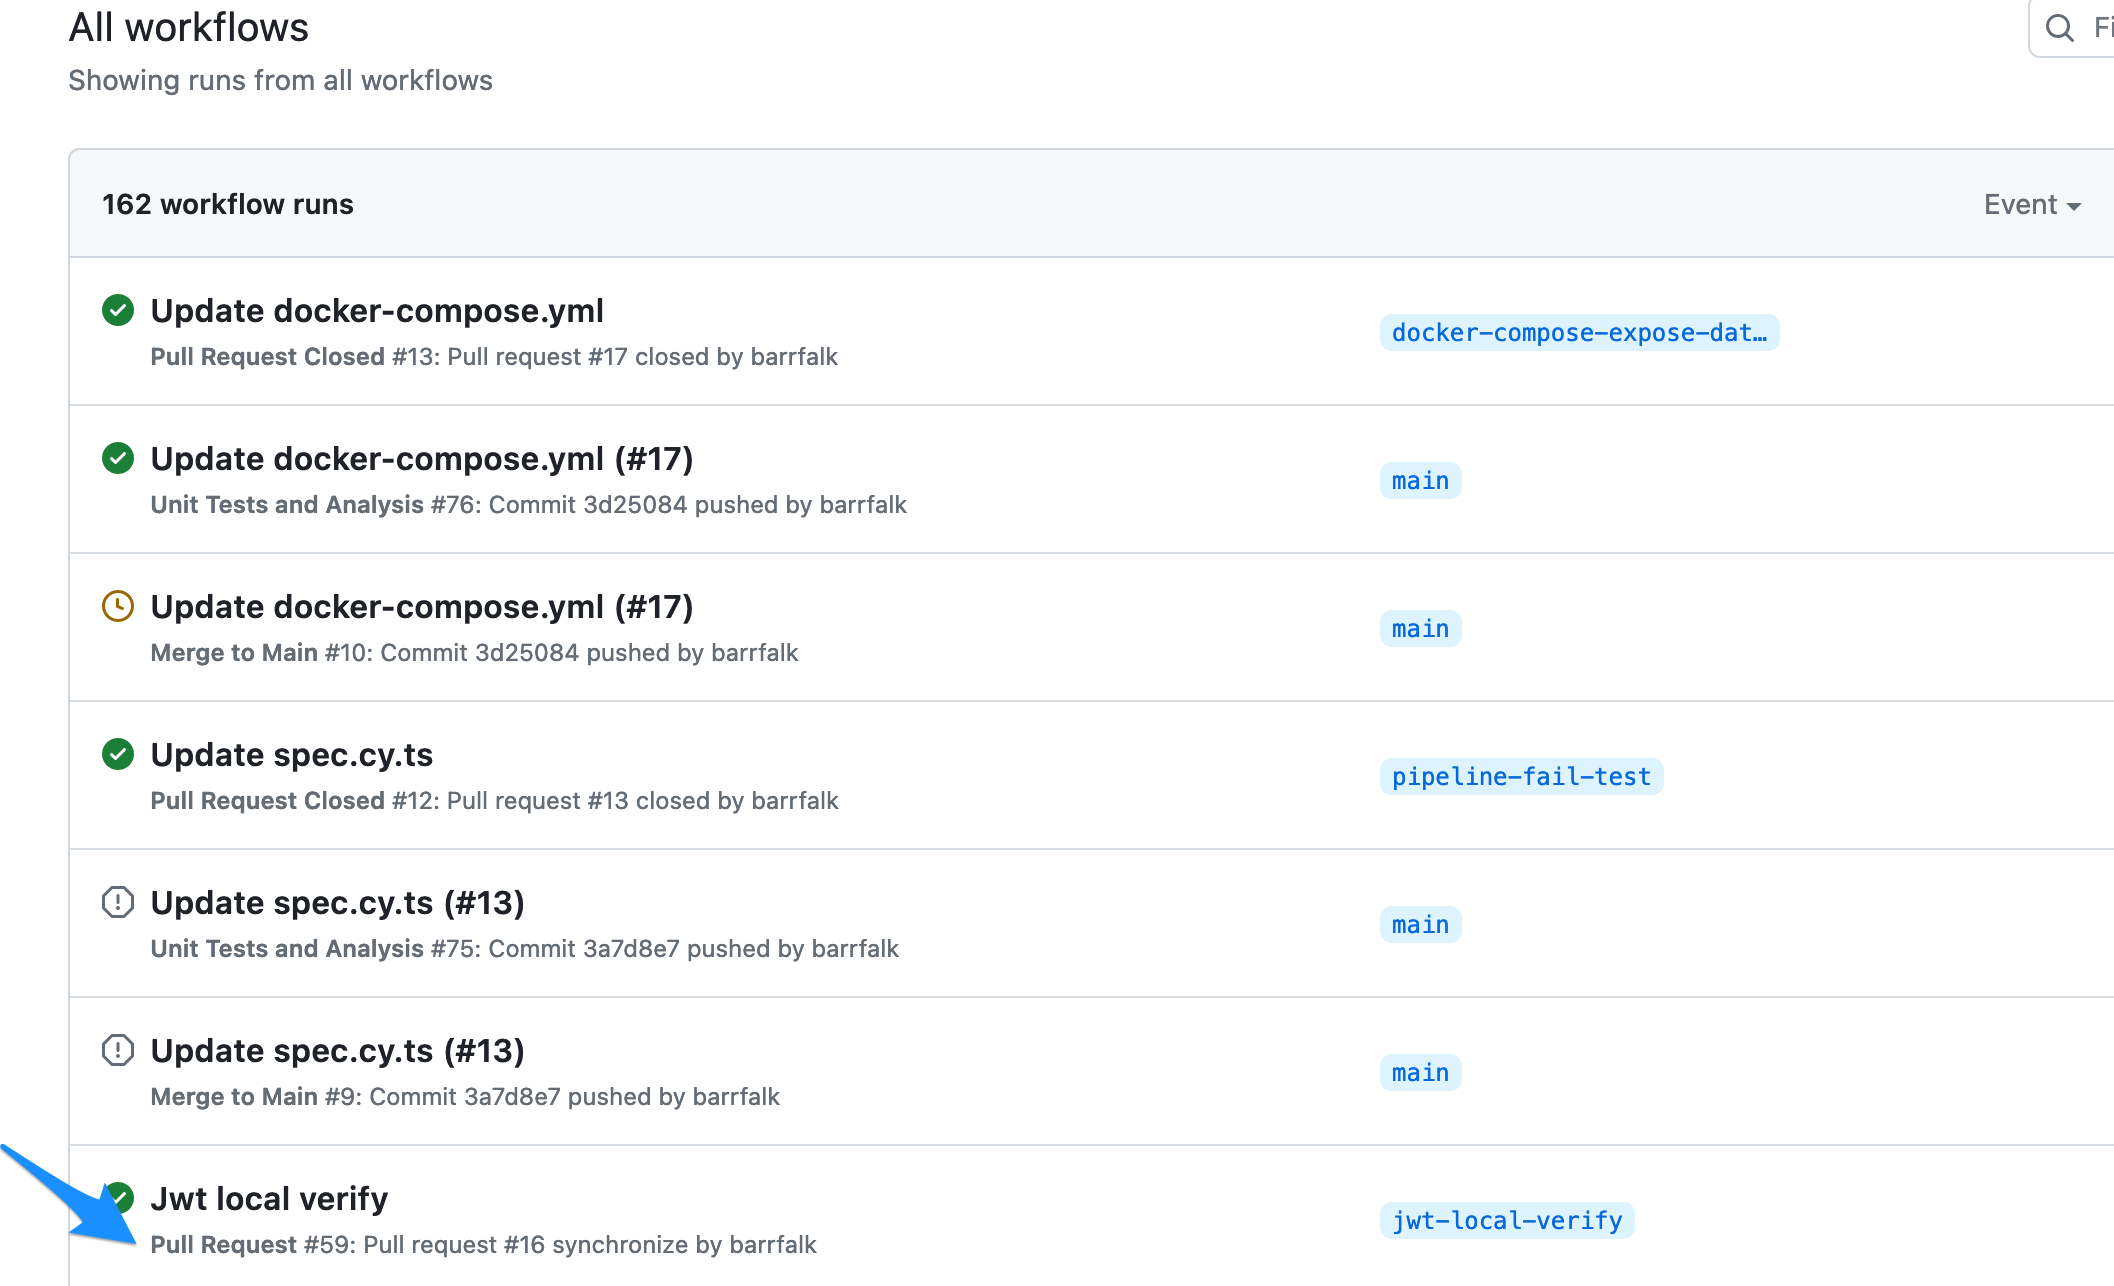 All workflows
Fi
Showing runs from all workflows
162 workflow runs
Event
Update docker-compose.yml
docker-compose-expose-dat…
Pull Request Closed #13: Pull request #17 closed by barrfalk
Update docker-compose.yml (#17)
main
Unit Tests and Analysis #76: Commit 3d25084 pushed by barrfalk
Update docker-compose.yml (#17)
main
Merge to Main #10: Commit 3d25084 pushed by barrfalk
Update spec.cy.ts
pipeline-fail-test
Pull Request Closed #12: Pull request #13 closed by barrfalk
Update spec.cy.ts (#13)
main
Unit Tests and Analysis #75: Commit 3a7d8e7 pushed by barrfalk
Update spec.cy.ts (#13)
main
Merge to Main #9: Commit 3a7d8e7 pushed by barrfalk
Jwt local verify
jwt-local-verify
Pull Request #59: Pull request #16 synchronize by barrfalk